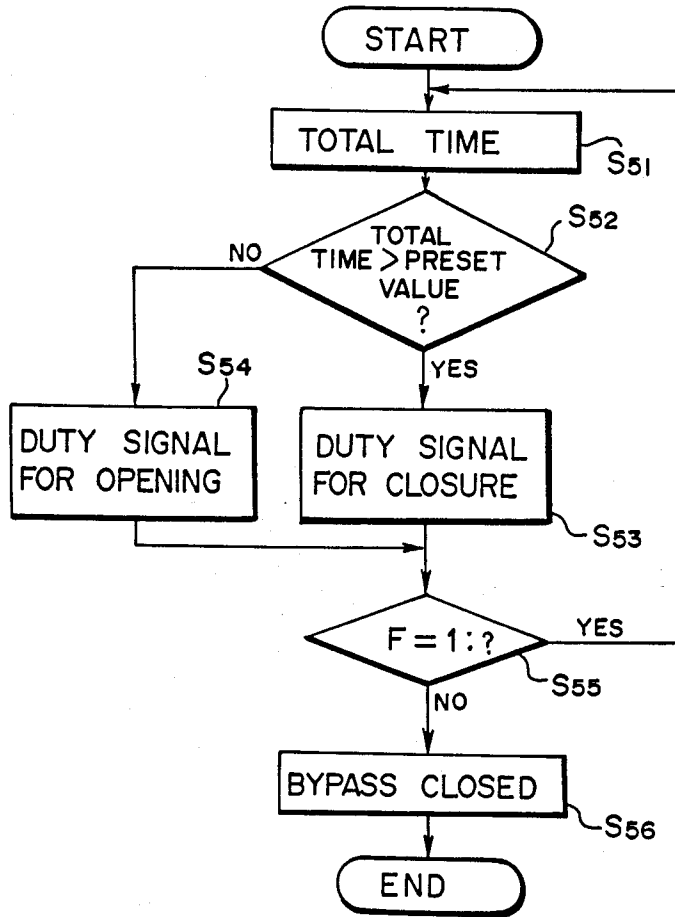 START
TOTAL TIME
S51
S52
TOTAL
TIME > PRESET
VALUE
?
NO
YES
S54
DUTY SIGNAL
FOR OPENING
DUTY SIGNAL
FOR CLOSURE
S53
F = 1 : ?
YES
S55
NO
BYPASS CLOSED
S56
END